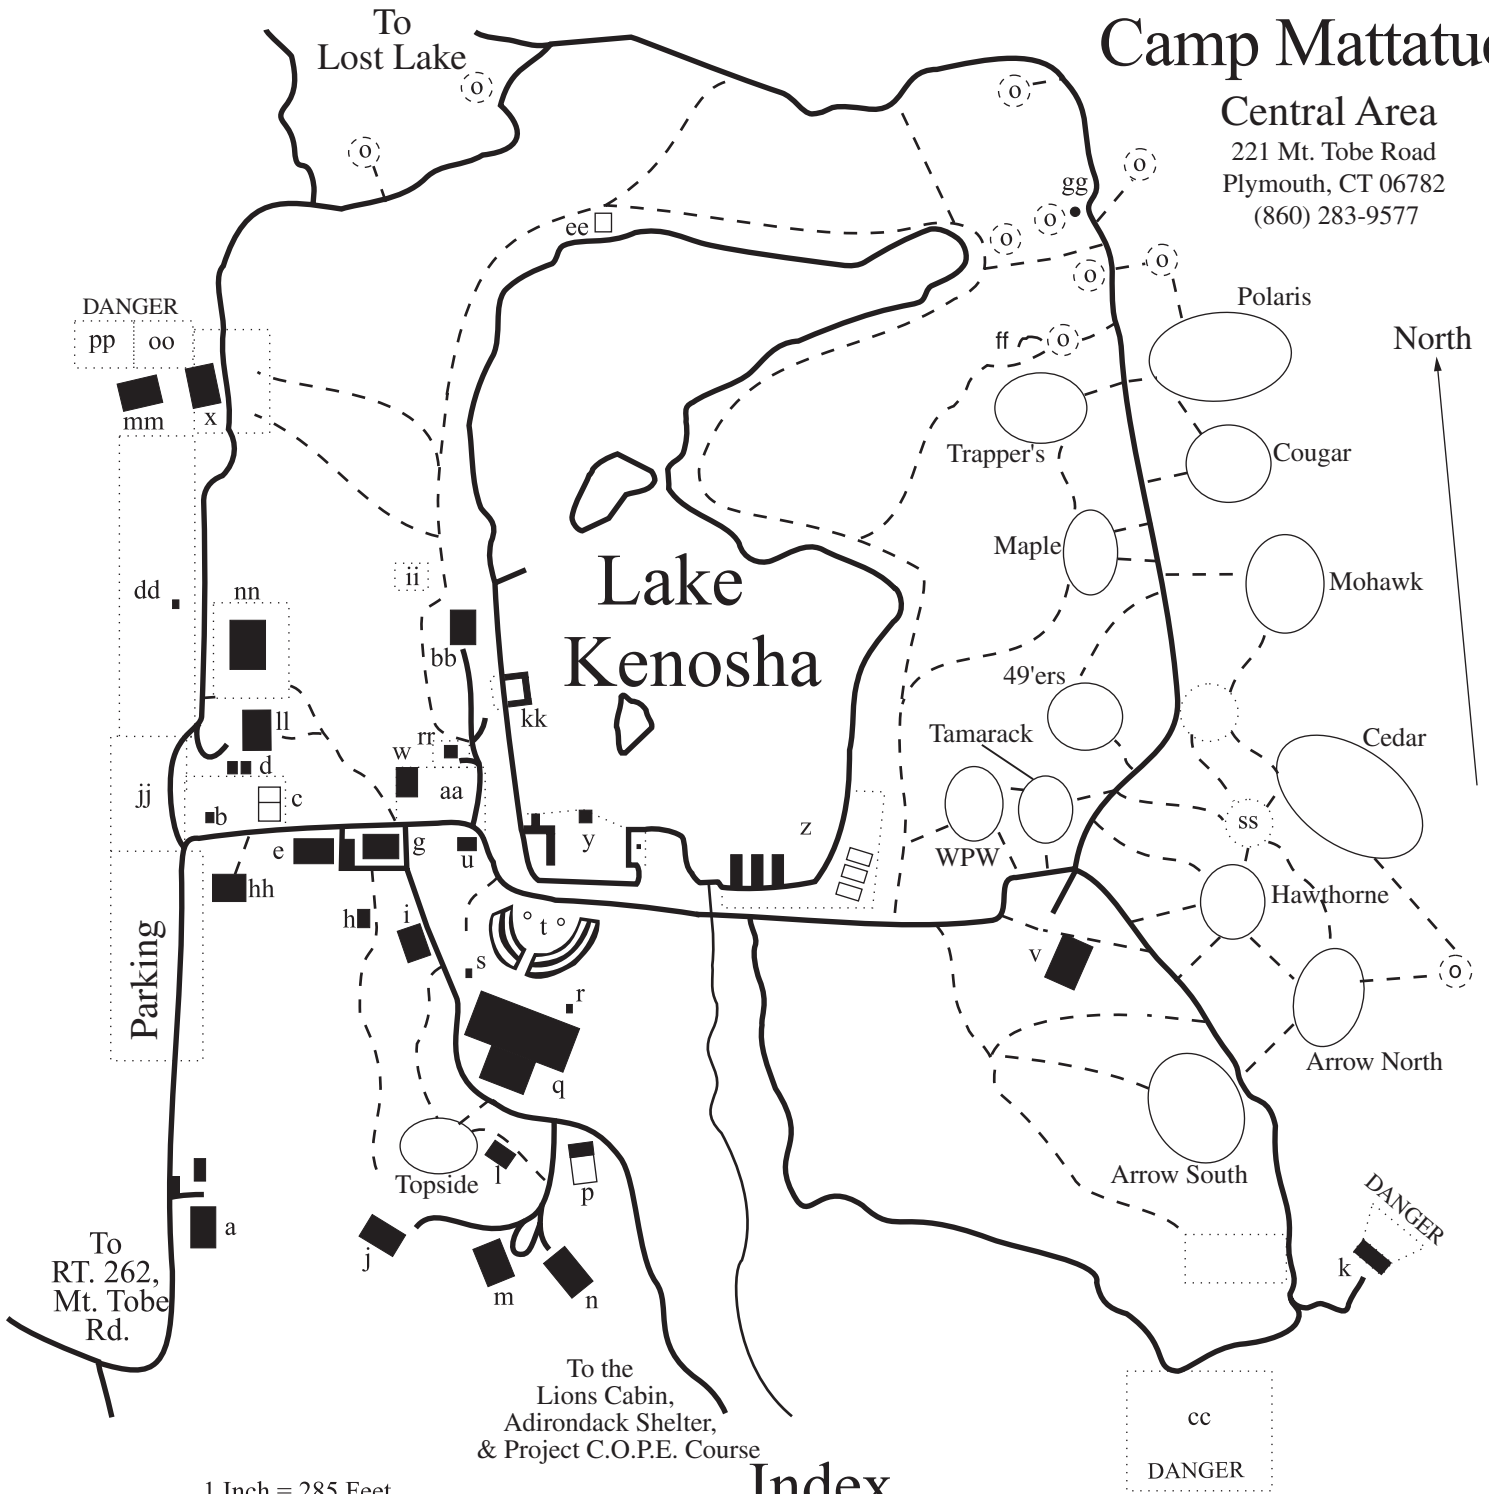 To
Lost Lake
Camp Mattatuc
Central Area
221 Mt. Tobe Road
Plymouth, CT 06782
(860) 283-9577
o
o
o
o
gg
o
o
ee
o
o
o
Polaris
DANGER
pp
oo
ff
o
North
mm
x
Trapper's
Cougar
Maple
Lake
Kenosha
ii
Mohawk
dd
nn
bb
49'ers
kk
ll
rr
w
Tamarack
Cedar
d
jj
c
aa
b
y
z
ss
e
g
u
WPW
hh
Hawthorne
h
i
t
v
s
Parking
o
r
q
Arrow North
Topside
l
p
Arrow South
a
j
DANGER
k
m
n
To
RT. 262,
Mt. Tobe
Rd.
To the
Lions Cabin,
Adirondack Shelter,
& Project C.O.P.E. Course
cc
DANGER
1 Inch = 285 Feet
Index